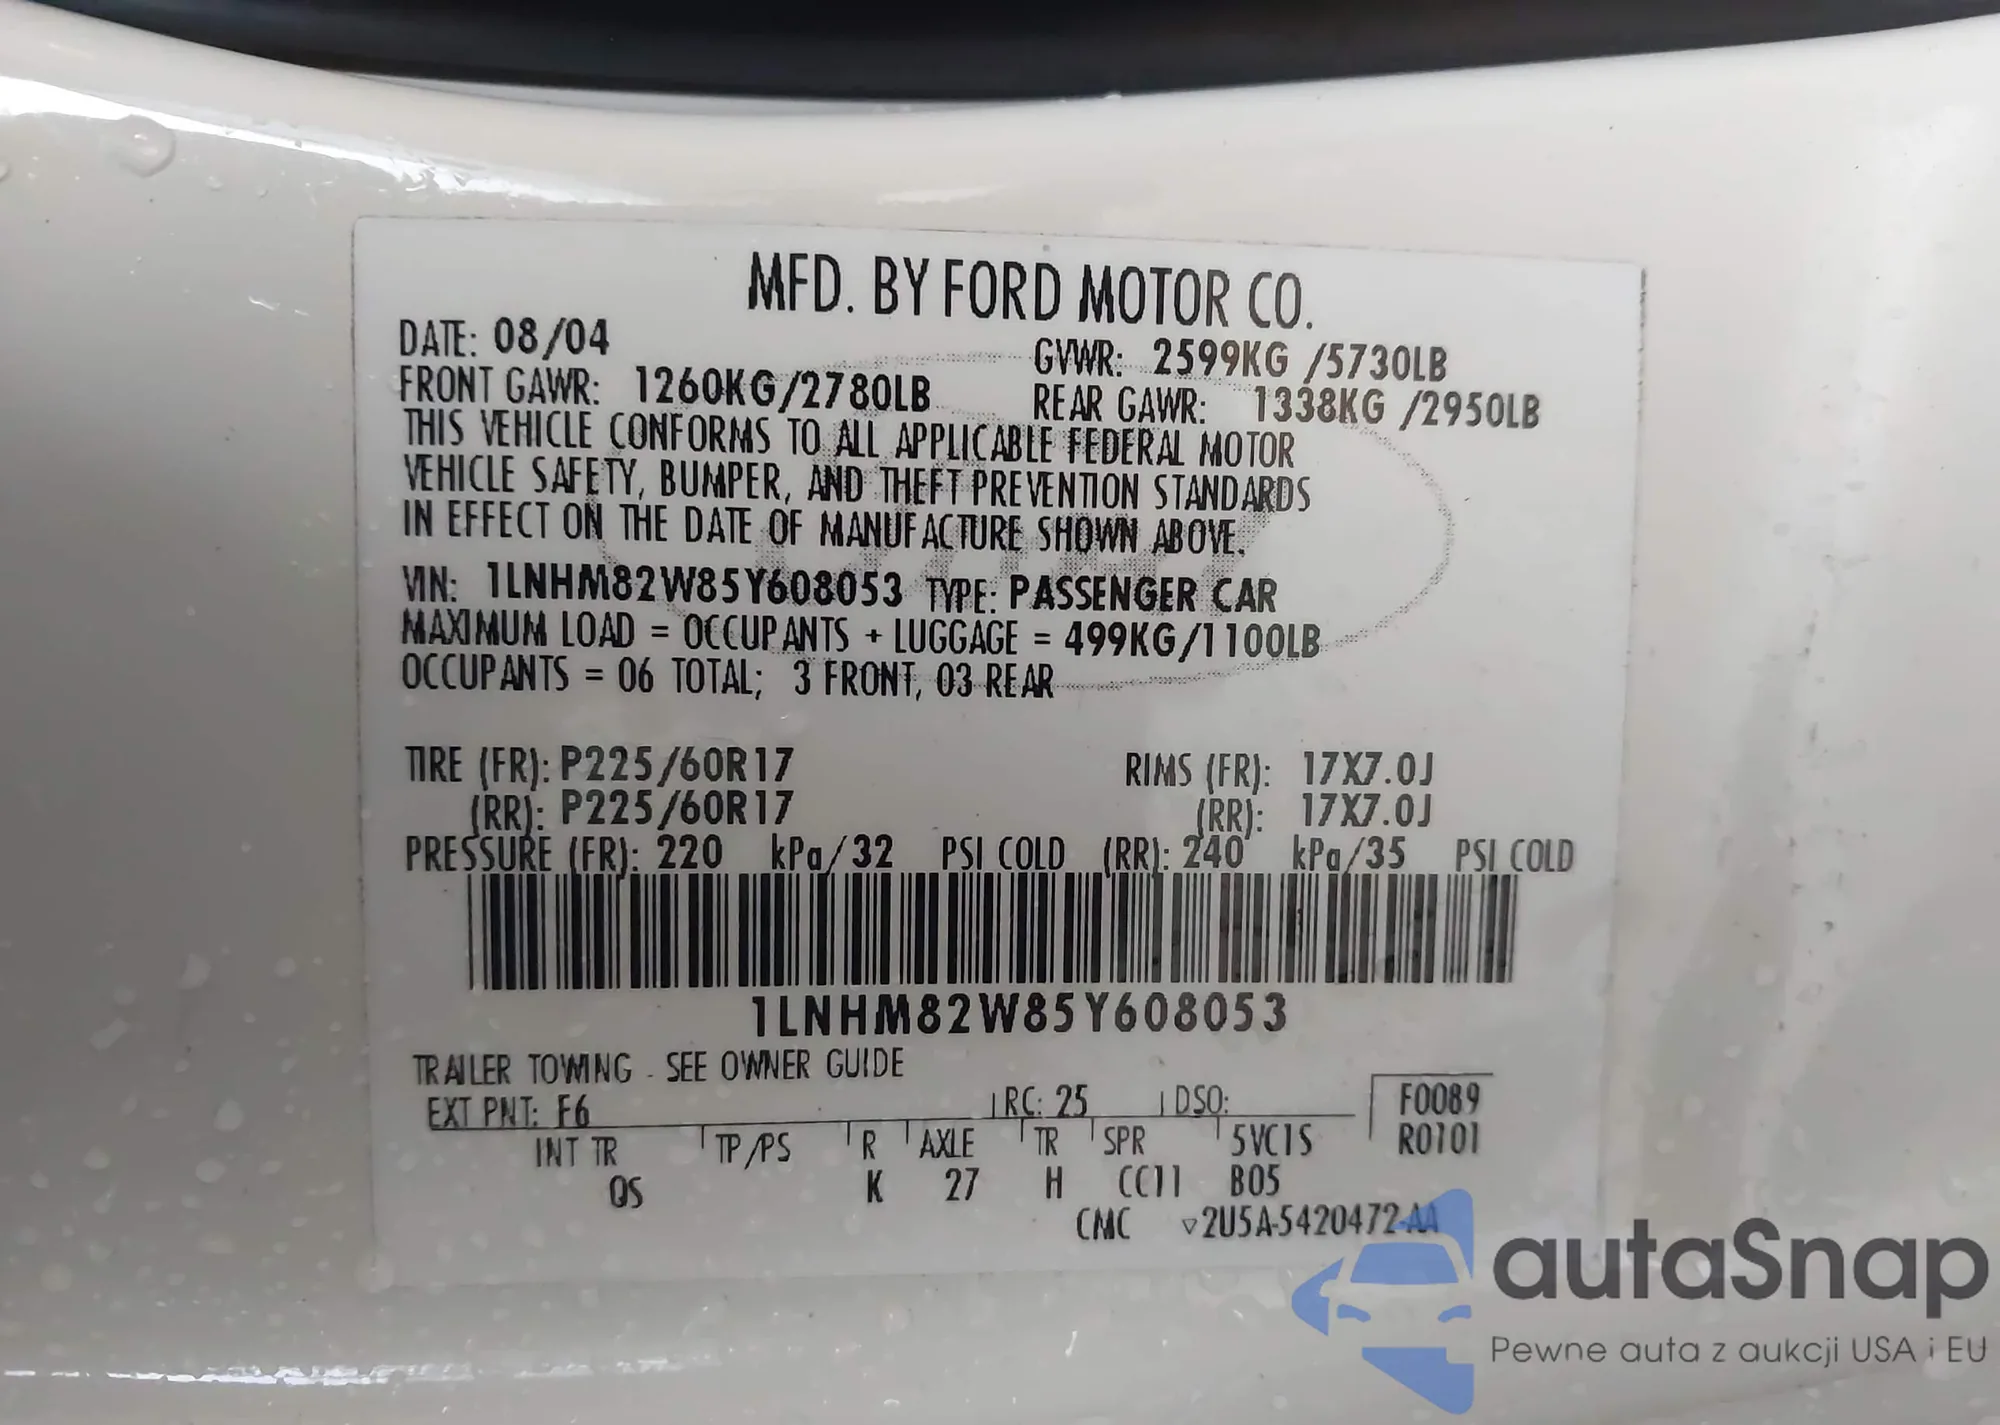 MFD. BY FORD MOTOR CO.
DATE: 08/04 GVWR: 2599KG /5730LB
FRONT GAWR: 1260KG/2780LB REAR GAWR: 1338KG /2950LB
THIS VEHICLE CONFORMS TO ALL APPLICABLE FEDERAL MOTOR
VEHICLE SAFETY, BUMPER, AND THEFT PREVENTION STANDARDS
IN EFFECT ON THE DATE OF MANUFACTURE SHOWN ABOVE.
VIN: 1LNHM82W85Y608053 TYPE: PASSENGER CAR
MAXIMUM LOAD = OCCUPANTS + LUGGAGE = 499KG/1100LB
OCCUPANTS = 06 TOTAL; 3 FRONT, 03 REAR
TIRE (FR): P225/60R17 RIMS (FR): 17X7.0J
(RR): P225/60R17 (RR): 17X7.0J
PRESSURE (FR): 220 kPa/32 PSI COLD (RR): 240 kPa/35 PSI COLD
1LNHM82W85Y608053
TRAILER TOWING - SEE OWNER GUIDE
EXT PNT: F6 RC: 25 DSO: F0089
INT TR TP/PS R AXLE TR SPR 5VC1S R0101
QS K 27 H CC11 B05
CMC ▽2U5A-5420472-AA
autaSnap
Pewne auta z aukcji USA i EU